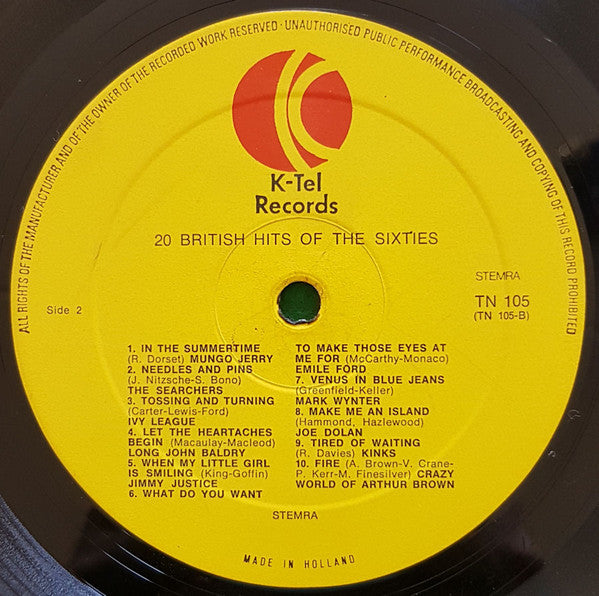 ALL RIGHTS OF THE MANUFACTURER AND OF THE OWNER OF THE RECORDED WORK RESERVED · UNAUTHORISED PUBLIC PERFORMANCE BROADCASTING AND COPYING OF THIS RECORD PROHIBITED
K-Tel
Records
20 BRITISH HITS OF THE SIXTIES
STEMRA
Side 2
TN 105
(TN 105-B)
1. IN THE SUMMERTIME
(R. Dorset) MUNGO JERRY
2. NEEDLES AND PINS
(J. Nitzsche-S. Bono)
THE SEARCHERS
3. TOSSING AND TURNING
(Carter-Lewis-Ford)
IVY LEAGUE
4. LET THE HEARTACHES
BEGIN (Macaulay-Macleod)
LONG JOHN BALDRY
5. WHEN MY LITTLE GIRL
IS SMILING (King-Goffin)
JIMMY JUSTICE
6. WHAT DO YOU WANT
TO MAKE THOSE EYES AT
ME FOR (McCarthy-Monaco)
EMILE FORD
7. VENUS IN BLUE JEANS
(Greenfield-Keller)
MARK WYNTER
8. MAKE ME AN ISLAND
(Hammond, Hazlewood)
JOE DOLAN
9. TIRED OF WAITING
(R. Davies) KINKS
10. FIRE (A. Brown-V. Crane-
P. Kerr-M. Finesilver) CRAZY
WORLD OF ARTHUR BROWN
STEMRA
MADE IN HOLLAND